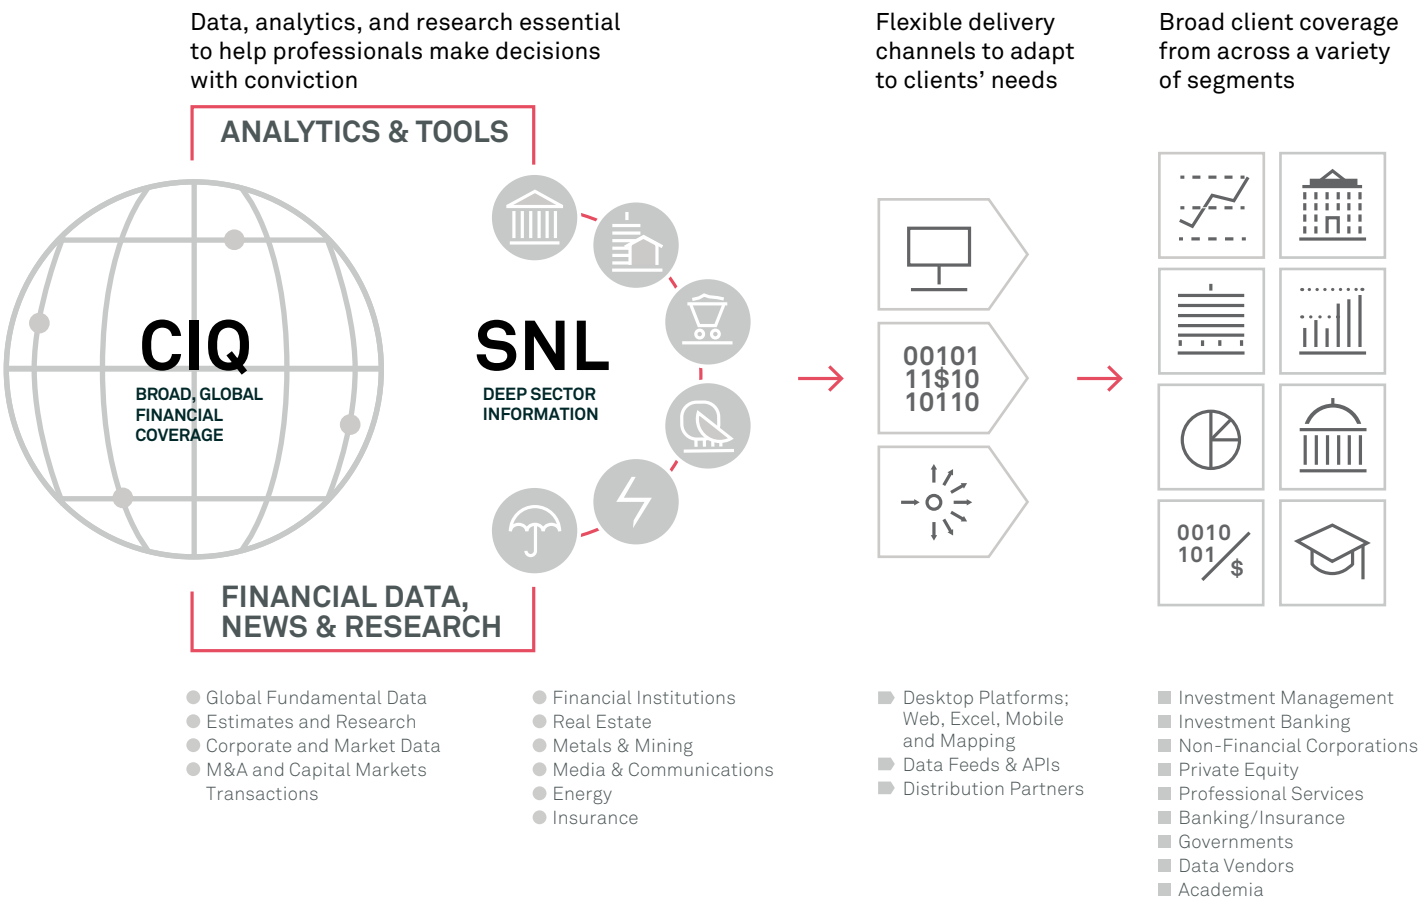 Data, analytics, and research essential
to help professionals make decisions
with conviction
Flexible delivery
channels to adapt
to clients’ needs
Broad client coverage
from across a variety
of segments
ANALYTICS & TOOLS
CIQ
BROAD, GLOBAL
FINANCIAL
COVERAGE
SNL
DEEP SECTOR
INFORMATION
00101
11$10
10110
0010
101
$
FINANCIAL DATA,
NEWS & RESEARCH
Global Fundamental Data
Estimates and Research
Corporate and Market Data
M&A and Capital Markets
Transactions
Financial Institutions
Real Estate
Metals & Mining
Media & Communications
Energy
Insurance
Desktop Platforms;
Web, Excel, Mobile
and Mapping
Data Feeds & APIs
Distribution Partners
Investment Management
Investment Banking
Non-Financial Corporations
Private Equity
Professional Services
Banking/Insurance
Governments
Data Vendors
Academia